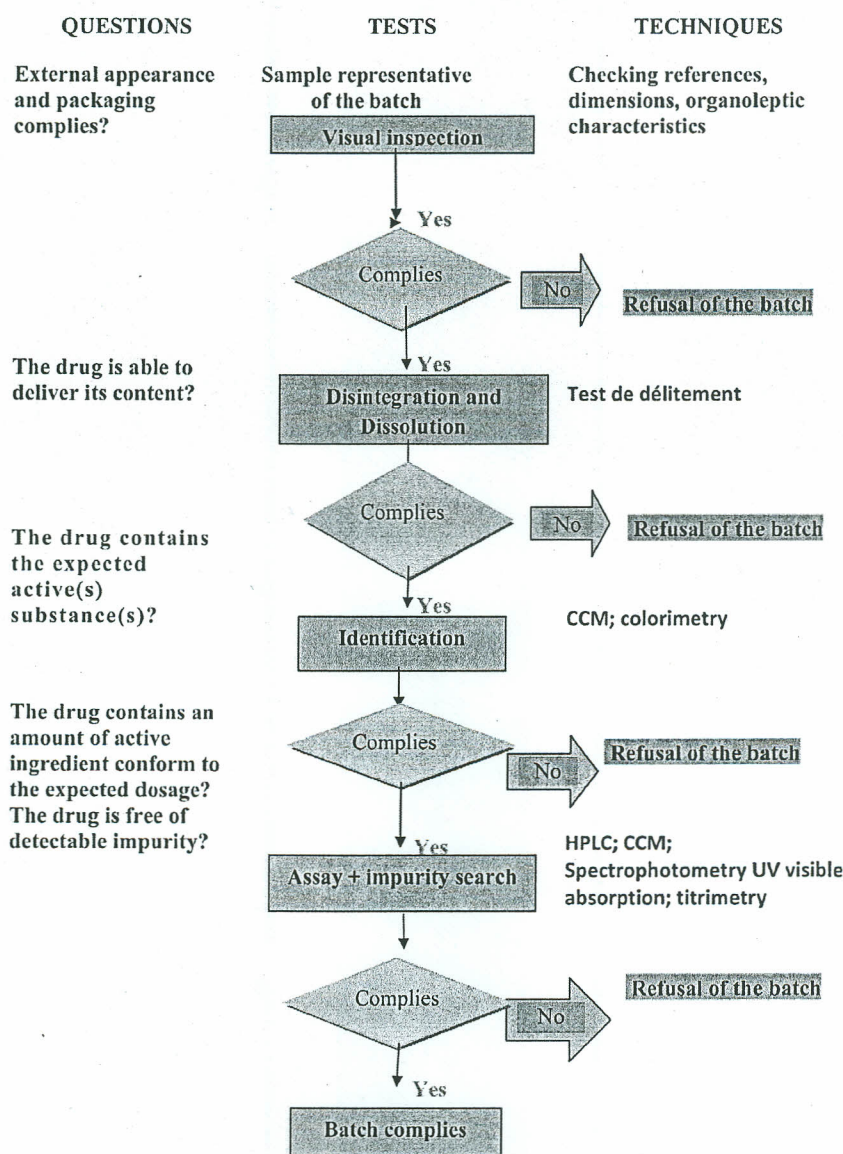 QUESTIONS TESTS TECHNIQUES
External appearance
and packaging
complies?
Sample representative
of the batch
Checking references,
dimensions, organoleptic
characteristics
Visual inspection
Yes
Complies
No
Refusal of the batch
Yes
The drug is able to
deliver its content?
Disintegration and
Dissolution
Test de délitement
Complies
No
Refusal of the batch
The drug contains
the expected
active(s)
substance(s)?
Yes
Identification
CCM; colorimetry
The drug contains an
amount of active
ingredient conform to
the expected dosage?
The drug is free of
detectable impurity?
Complies
No
Refusal of the batch
Yes
Assay + impurity search
HPLC; CCM;
Spectrophotometry UV visible
absorption; titrimetry
Complies
No
Refusal of the batch
Yes
Batch complies